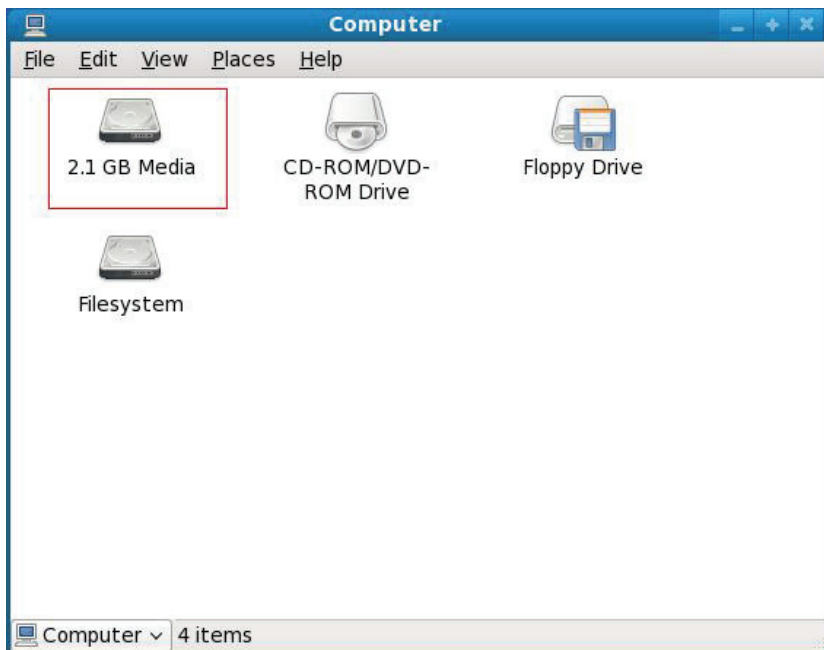 Computer
File Edit View Places Help
2.1 GB Media
CD-ROM/DVD-
ROM Drive
Floppy Drive
Filesystem
Computer 4 items